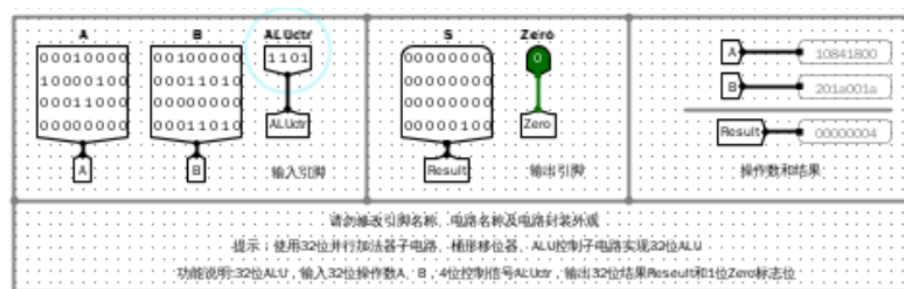 A B ALUctr S Zero
00010000 00100000 1101 00000000 0 A 10841800
10000100 00011010 00000000
00011000 00000000 00000000 B 201a001a
00000000 00011010 ALUctr 00000100 Zero Result 00000004
A B 输入引脚 Result 输出引脚 操作数和结果
请勿修改引脚名称、电路名称及电路封装外观
提示：使用32位并行加法器子电路、桶形移位器、ALU控制子电路实现32位ALU
功能说明:32位ALU，输入32位操作数A、B，4位控制信号ALUctr，输出32位结果Reseult和1位Zero标志位